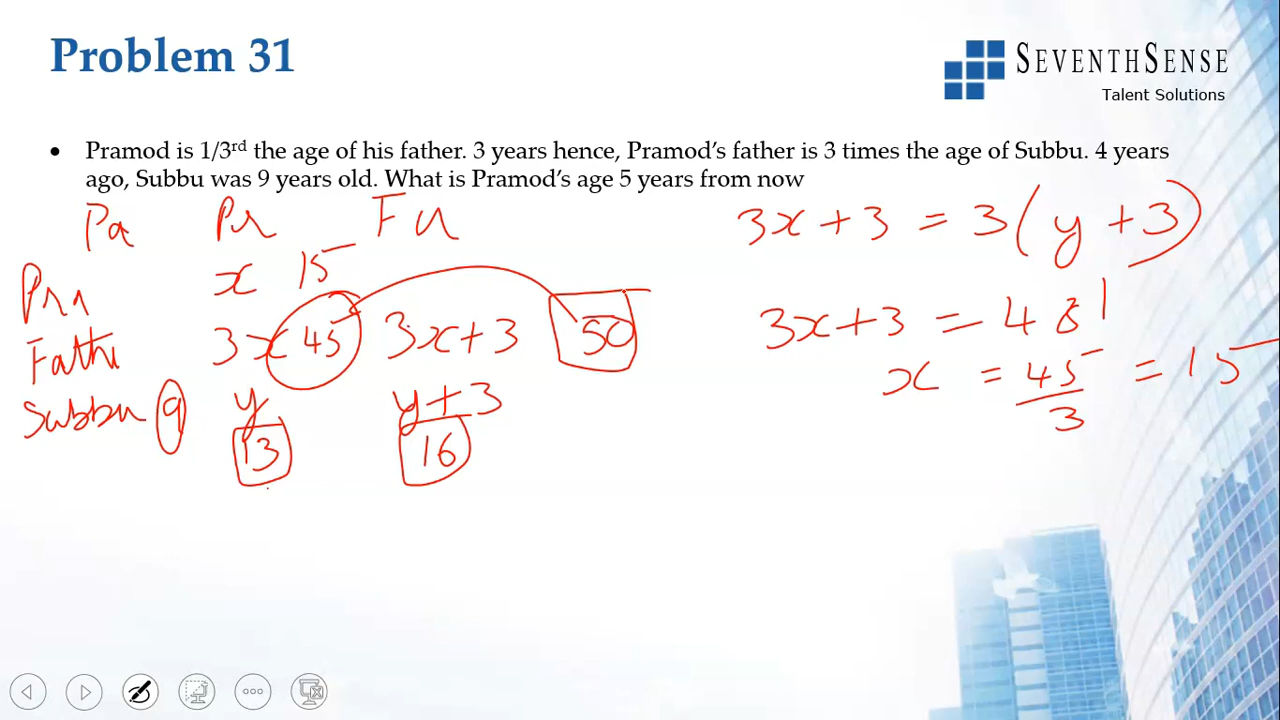 Problem 31
SEVENTHSENSE
Talent Solutions
• Pramod is 1/3rd the age of his father. 3 years hence, Pramod's father is 3 times the age of Subbu. 4 years
ago, Subbu was 9 years old. What is Pramod's age 5 years from now
Pa Pr Fu
3x + 3 = 3(y + 3)
x 15
Fathe 3x 45 3x + 3 50
3x + 3 = 48
x = 45/3 = 15
Subbu 9 y y + 3
13 16